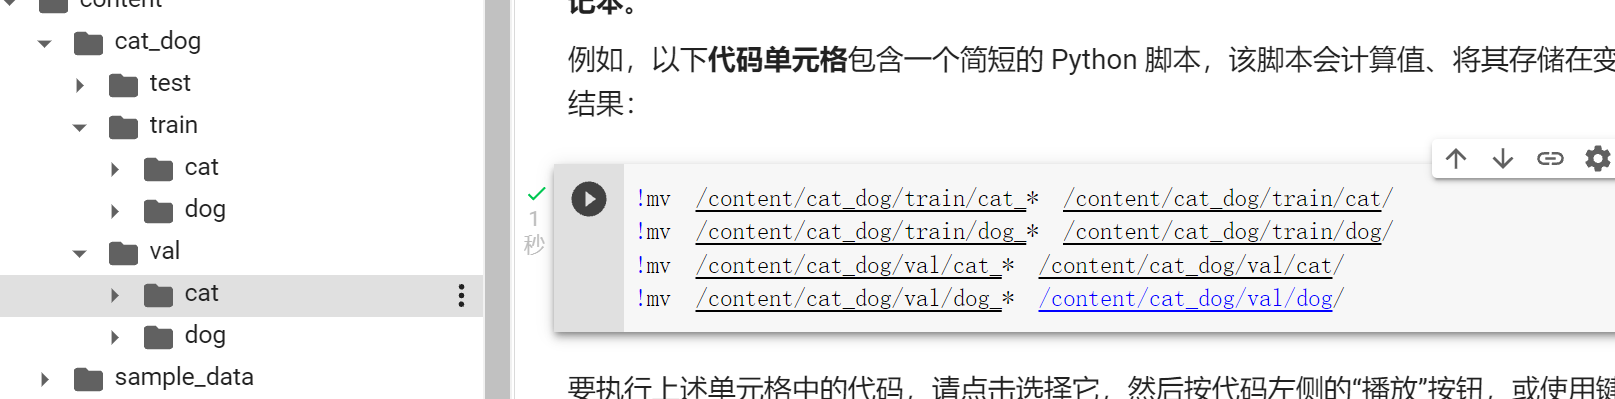 content
cat_dog
test
train
cat
dog
val
cat
dog
sample_data
记本。
例如，以下代码单元格包含一个简短的 Python 脚本，该脚本会计算值、将其存储在变
结果：
1
秒
!mv /content/cat_dog/train/cat_* /content/cat_dog/train/cat/
!mv /content/cat_dog/train/dog_* /content/cat_dog/train/dog/
!mv /content/cat_dog/val/cat_* /content/cat_dog/val/cat/
!mv /content/cat_dog/val/dog_* /content/cat_dog/val/dog/
要执行上述单元格中的代码，请点击选择它，然后按代码左侧的“播放”按钮，或使用键